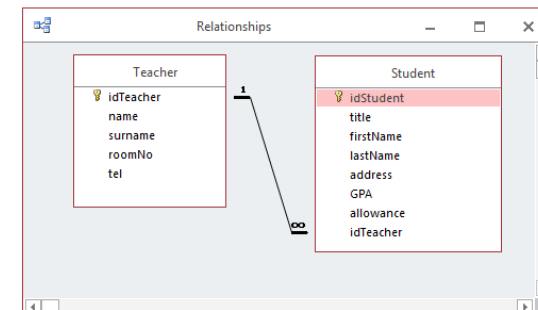 Relationships
Teacher
idTeacher
name
surname
roomNo
tel
1
∞
Student
idStudent
title
firstName
lastName
address
GPA
allowance
idTeacher